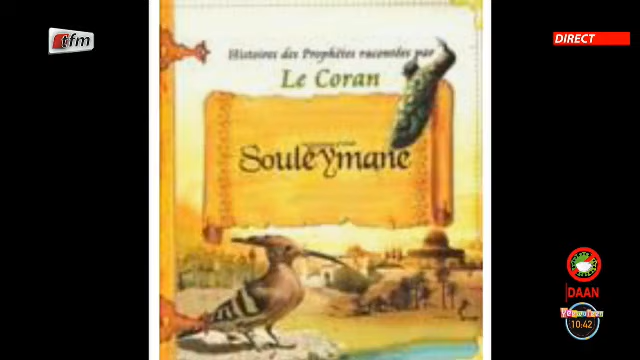 tfm
DIRECT
Histoires des Prophètes racontées par
Le Coran
Souleymane
DAAN
10:42